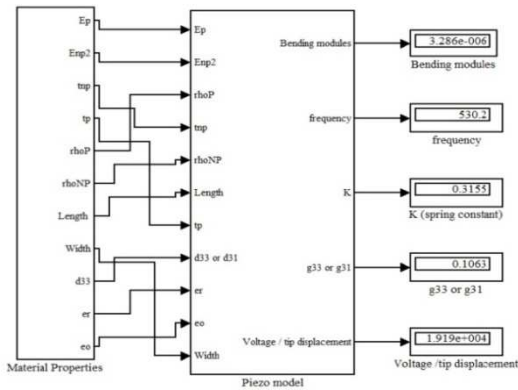 Ep
Enp2
tnp
tp
rhoP
rhoNP
Length
Width
d33
er
eo
Material Properties
Ep
Enp2
rhoP
tnp
rhoNP
Length
tp
d33 or d31
er
eo
Width
Bending modules
frequency
K
g33 or g31
Voltage / tip displacement
Piezo model
3.286e-006
Bending modules
530.2
frequency
0.3155
K (spring constant)
0.1063
g33 or g31
1.919e+004
Voltage /tip displacement